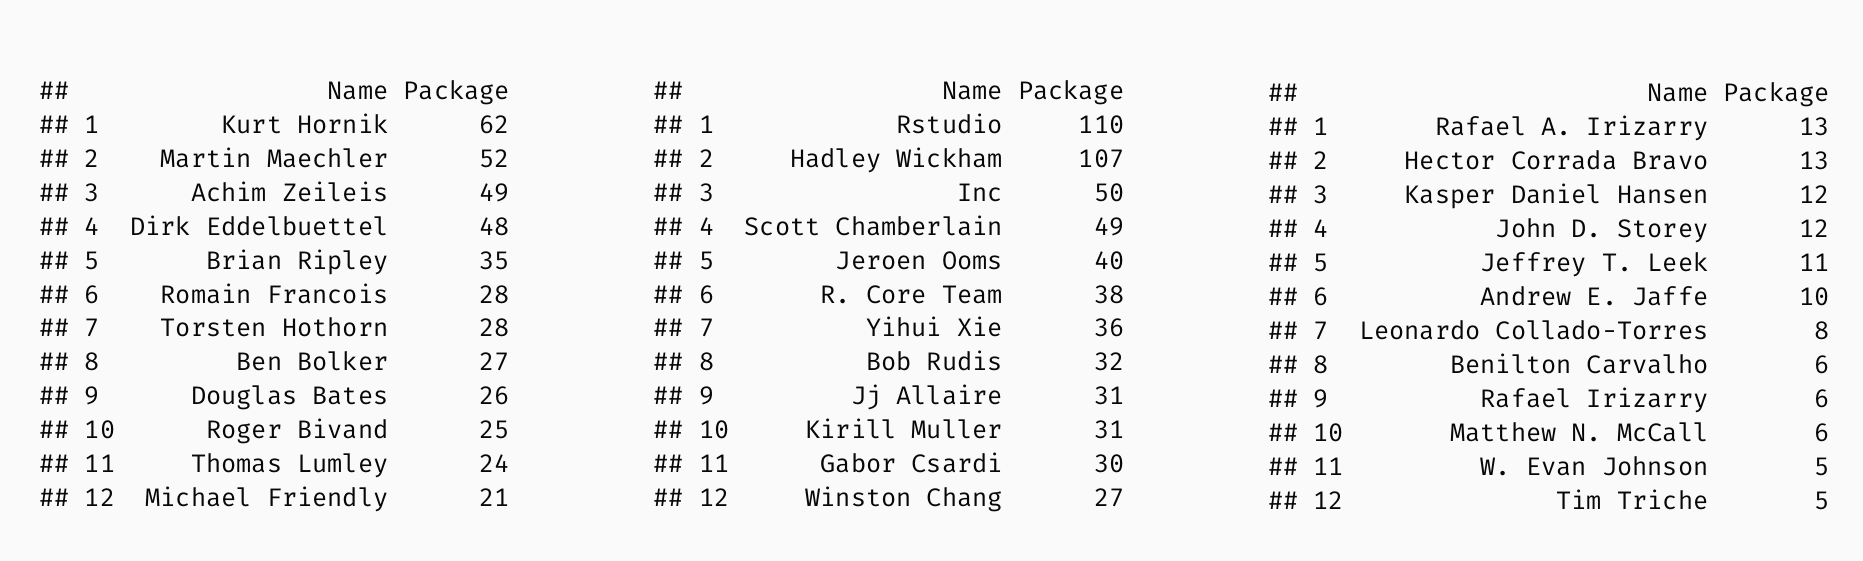 ## Name Package
## 1 Kurt Hornik 62
## 2 Martin Maechler 52
## 3 Achim Zeileis 49
## 4 Dirk Eddelbuettel 48
## 5 Brian Ripley 35
## 6 Romain Francois 28
## 7 Torsten Hothorn 28
## 8 Ben Bolker 27
## 9 Douglas Bates 26
## 10 Roger Bivand 25
## 11 Thomas Lumley 24
## 12 Michael Friendly 21
## Name Package
## 1 Rstudio 110
## 2 Hadley Wickham 107
## 3 Inc 50
## 4 Scott Chamberlain 49
## 5 Jeroen Ooms 40
## 6 R. Core Team 38
## 7 Yihui Xie 36
## 8 Bob Rudis 32
## 9 Jj Allaire 31
## 10 Kirill Muller 31
## 11 Gabor Csardi 30
## 12 Winston Chang 27
## Name Package
## 1 Rafael A. Irizarry 13
## 2 Hector Corrada Bravo 13
## 3 Kasper Daniel Hansen 12
## 4 John D. Storey 12
## 5 Jeffrey T. Leek 11
## 6 Andrew E. Jaffe 10
## 7 Leonardo Collado-Torres 8
## 8 Benilton Carvalho 6
## 9 Rafael Irizarry 6
## 10 Matthew N. McCall 6
## 11 W. Evan Johnson 5
## 12 Tim Triche 5